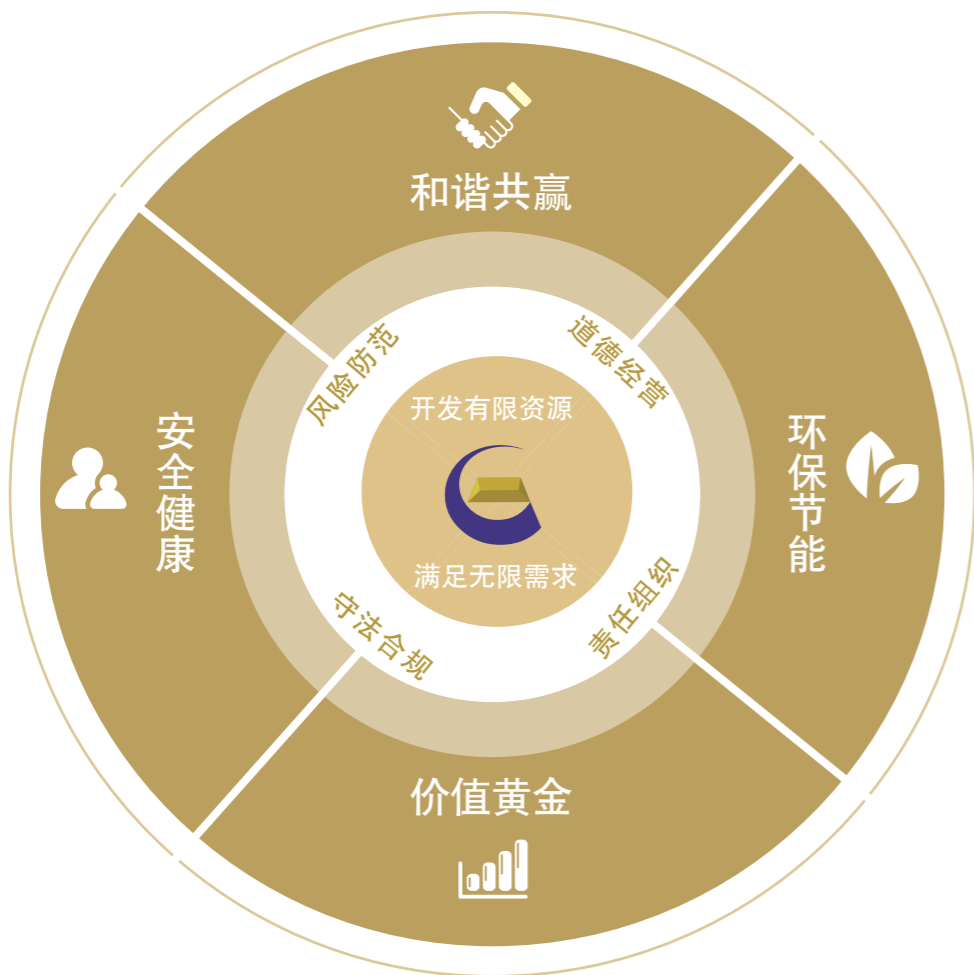 和谐共赢
风险防范
道德经营
开发有限资源
安全健康
环保节能
满足无限需求
守法合规
责任组织
价值黄金